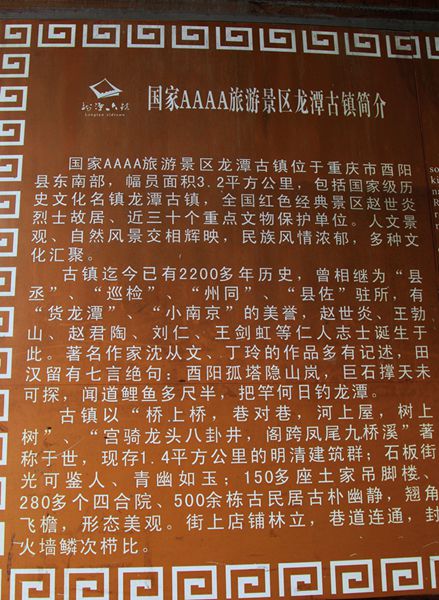 国家AAAA旅游景区龙潭古镇简介
龙潭古镇
国家AAAA旅游景区龙潭古镇位于重庆市酉阳
县东南部，幅员面积3.2平方公里，包括国家级历
史文化名镇龙潭古镇，全国红色经典景区赵世炎
烈士故居、近三十个重点文物保护单位。人文景
观、自然风景交相辉映，民族风情浓郁，多种文
化汇聚。
古镇迄今已有2200多年历史，曾相继为“县
丞”、“巡检”、“州同”、“县佐”驻所，有
“货龙潭”、“小南京”的美誉，赵世炎、王勃
山、赵君陶、刘仁、王剑虹等仁人志士诞生于
此。著名作家沈从文、丁玲的作品多有记述，田
汉留有七言绝句：酉阳孤塔隐山岚，巨石撑天未
可探，闻道鲤鱼多尺半，把竿何日钓龙潭。
古镇以“桥上桥，巷对巷，河上屋，树上
树”、“宫骑龙头八卦井，阁跨凤尾九桥溪”著
称于世，现存1.4平方公里的明清建筑群；石板街
光可鉴人、青幽如玉；150多座土家吊脚楼、
280多个四合院、500余栋古民居古朴幽静，翘角
飞檐，形态美观。街上店铺林立，巷道连通，封
火墙鳞次栉比。